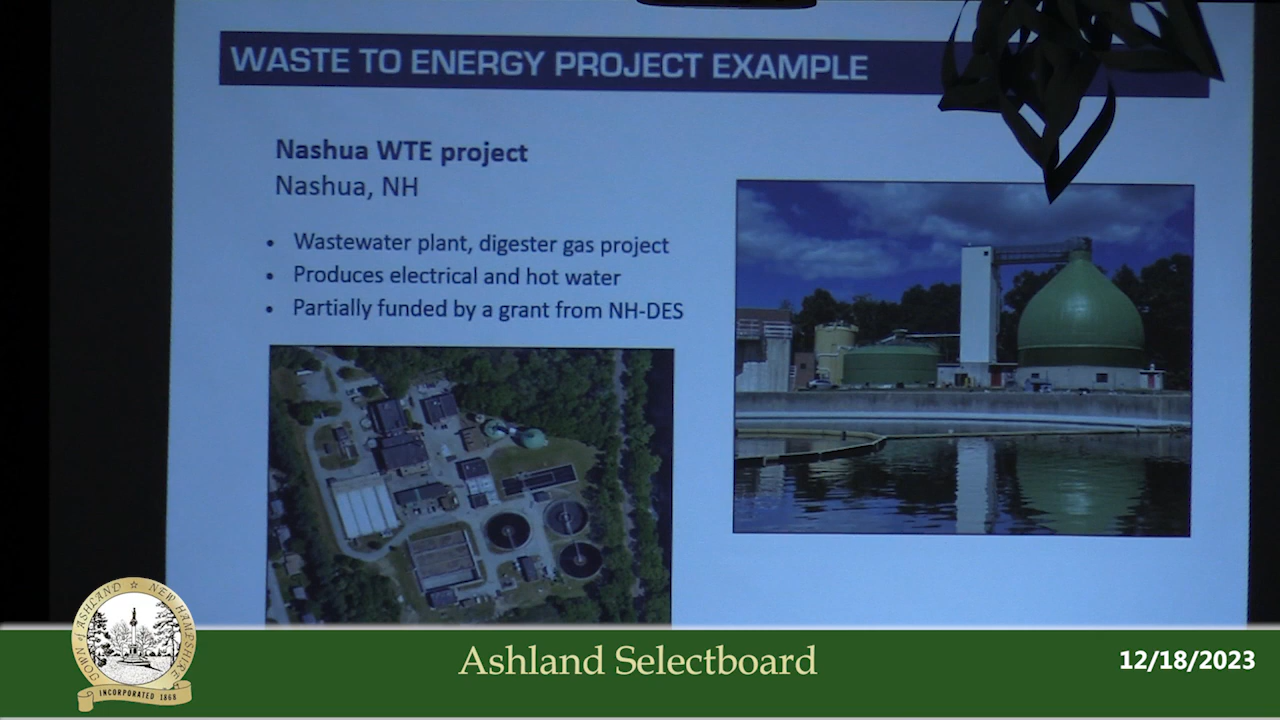 WASTE TO ENERGY PROJECT EXAMPLE
Nashua WTE project
Nashua, NH
• Wastewater plant, digester gas project
• Produces electrical and hot water
• Partially funded by a grant from NH-DES
TOWN of ASHLAND ☆ NEW HAMPSHIRE
INCORPORATED 1868
Ashland Selectboard
12/18/2023